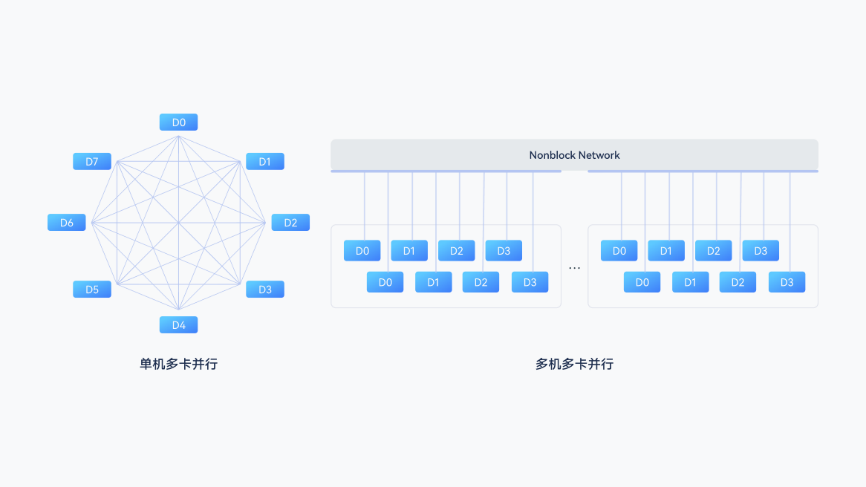 D0
D7
D1
D6
D2
D5
D3
D4
单机多卡并行
Nonblock Network
D0 D1 D2 D3
D0 D1 D2 D3
...
D0 D1 D2 D3
D0 D1 D2 D3
多机多卡并行